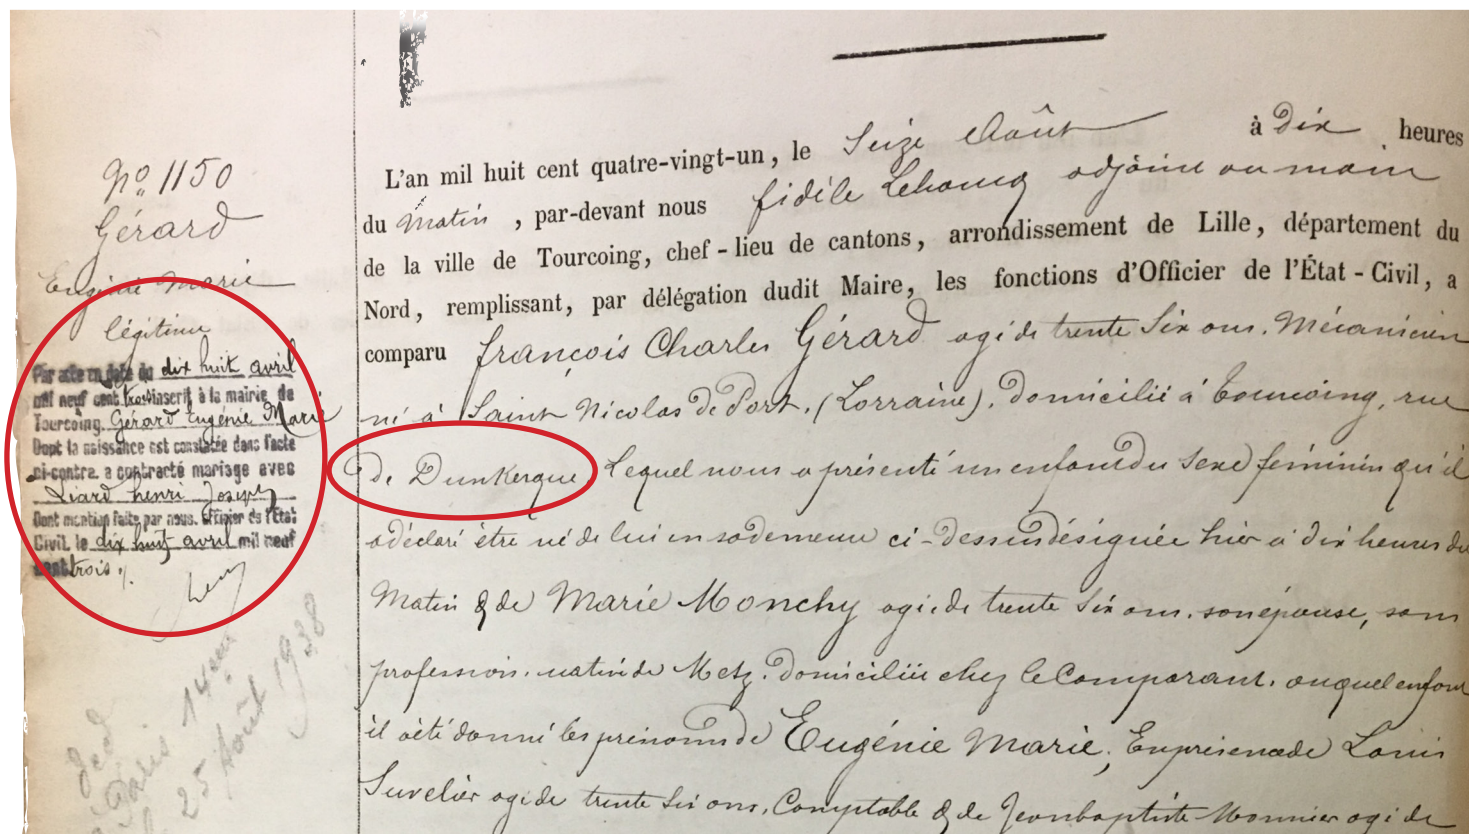 N° 1150
Gérard
Eugénie Marie
légitime
Par acte en date du dix huit avril
mil neuf cent trois inscrit à la mairie de
Tourcoing, Gérard Eugénie Marie
Dont la naissance est constatée dans l'acte
ci-contre a contracté mariage avec
Liard henri Joseph
Dont mention faite par nous, Officier de l'Etat
Civil, le dix huit avril mil neuf
cent trois ./.
Paris 14ème
25 Août 1938
L'an mil huit cent quatre-vingt-un, le Seize Août à Dix heures
du Matin, par-devant nous fidèle Lehoucq adjoint au maire
de la ville de Tourcoing, chef-lieu de cantons, arrondissement de Lille, département du
Nord, remplissant, par délégation dudit Maire, les fonctions d'Officier de l'État-Civil, a
comparu françois Charles Gérard agé de trente Six ans, Mécanicien
né à Saint Nicolas De Port, (Lorraine), domicilié à Tourcoing, rue
de Dunkerque Lequel nous a présenté un enfant du Sexe féminin qu'il
a déclaré être né de lui en sa demeure ci-dessus désignée hier à dix heures du
Matin & de Marie Monchy agée de trente Six ans, son épouse, sans
profession, native de Metz, Domiciliée chez le Comparant, auquel enfant
il a été donné les prénoms de Eugénie Marie, En présence de Louis
Suvelier agé de trente Six ans, Comptable & de Jean baptiste Monnier agé de